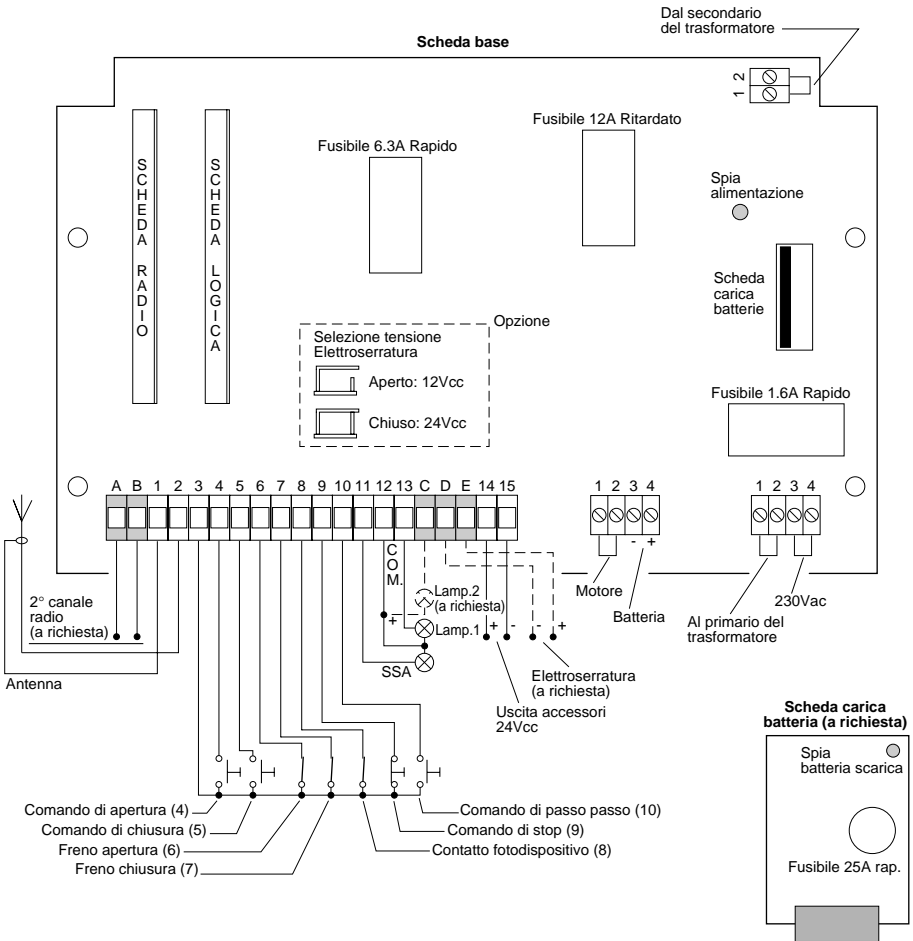 Dal secondario
del trasformatore
Scheda base
1 2
Fusibile 12A Ritardato
Fusibile 6.3A Rapido
SCHEDA RADIO
SCHEDA LOGICA
Spia
alimentazione
Scheda
carica
batterie
Opzione
Selezione tensione
Elettroserratura
Aperto: 12Vcc
Chiuso: 24Vcc
Fusibile 1.6A Rapido
A B 1 2 3 4 5 6 7 8 9 10 11 12 13 C D E 14 15
1 2 3 4
1 2 3 4
- +
COM.
Motore
Batteria
230Vac
Al primario del
trasformatore
2° canale
radio
(a richiesta)
Antenna
Lamp.2
(a richiesta)
+
Lamp.1
SSA
+ - - +
Elettroserratura
(a richiesta)
Uscita accessori
24Vcc
Comando di apertura (4)
Comando di chiusura (5)
Freno apertura (6)
Freno chiusura (7)
Comando di passo passo (10)
Comando di stop (9)
Contatto fotodispositivo (8)
Scheda carica
batteria (a richiesta)
Spia
batteria scarica
Fusibile 25A rap.